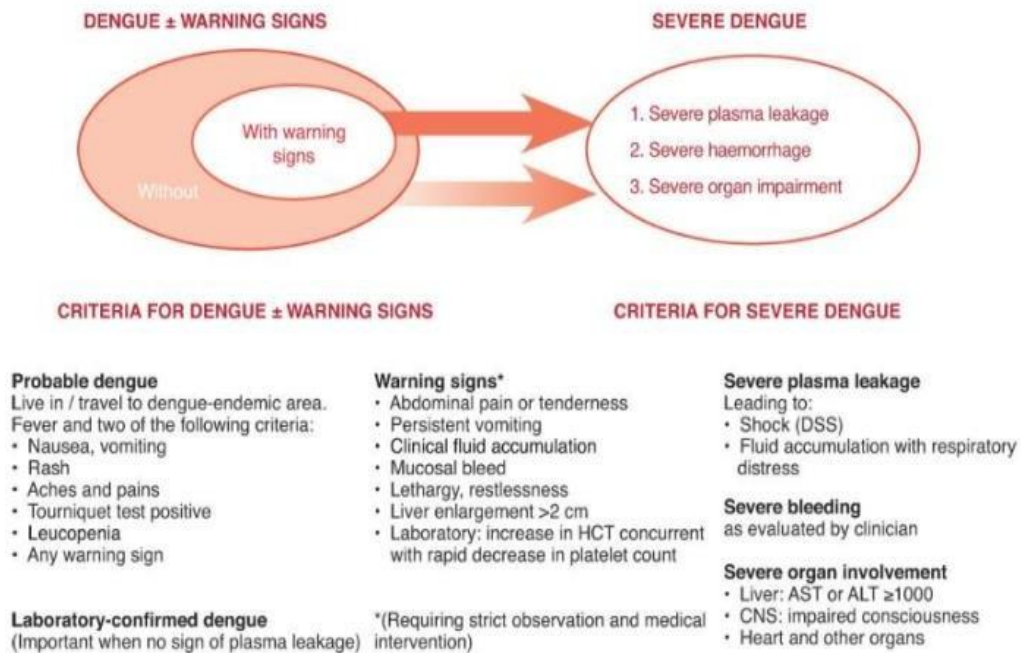 DENGUE ± WARNING SIGNS
SEVERE DENGUE
With warning
signs
Without
1. Severe plasma leakage
2. Severe haemorrhage
3. Severe organ impairment
CRITERIA FOR DENGUE ± WARNING SIGNS
CRITERIA FOR SEVERE DENGUE
Probable dengue
Live in / travel to dengue-endemic area.
Fever and two of the following criteria:
• Nausea, vomiting
• Rash
• Aches and pains
• Tourniquet test positive
• Leucopenia
• Any warning sign
Laboratory-confirmed dengue
(Important when no sign of plasma leakage)
Warning signs*
• Abdominal pain or tenderness
• Persistent vomiting
• Clinical fluid accumulation
• Mucosal bleed
• Lethargy, restlessness
• Liver enlargement >2 cm
• Laboratory: increase in HCT concurrent
with rapid decrease in platelet count
*(Requiring strict observation and medical
intervention)
Severe plasma leakage
Leading to:
• Shock (DSS)
• Fluid accumulation with respiratory
distress
Severe bleeding
as evaluated by clinician
Severe organ involvement
• Liver: AST or ALT ≥1000
• CNS: impaired consciousness
• Heart and other organs